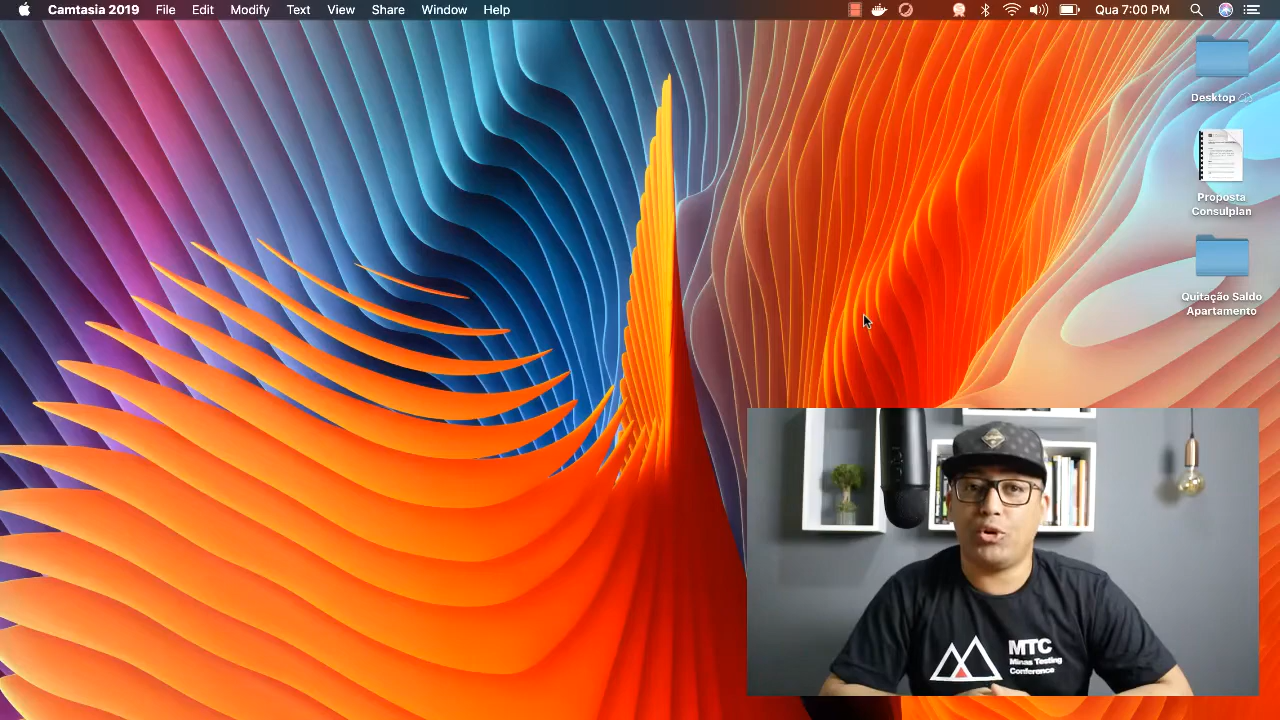 Camtasia 2019 File Edit Modify Text View Share Window Help Qua 7:00 PM
Desktop
Proposta
Consulplan
Quitação Saldo
Apartamento
MTC
Minas Testing
Conference